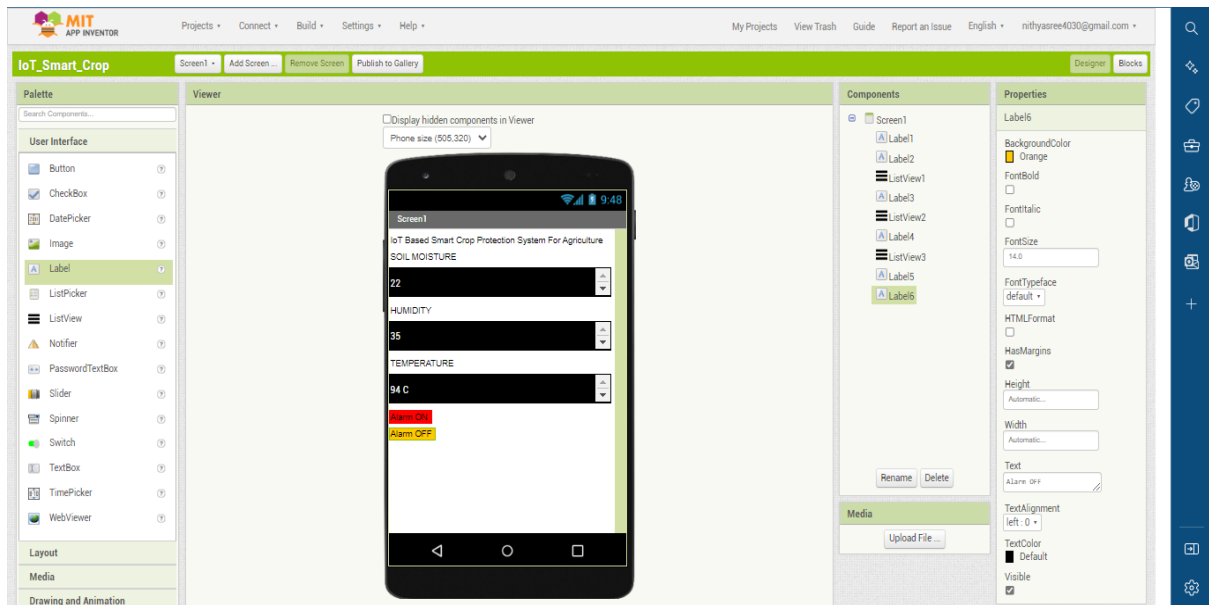 MIT
APP INVENTOR
Projects Connect Build Settings Help My Projects View Trash Guide Report an Issue English nithyasree4030@gmail.com
IoT_Smart_Crop Screen1 Add Screen ... Remove Screen Publish to Gallery Designer Blocks
Palette
Search Components...
User Interface
Button
CheckBox
DatePicker
Image
Label
ListPicker
ListView
Notifier
PasswordTextBox
Slider
Spinner
Switch
TextBox
TimePicker
WebViewer
Layout
Media
Drawing and Animation
Viewer
Display hidden components in Viewer
Phone size (505,320)
9:48
Screen1
IoT Based Smart Crop Protection System For Agriculture
SOIL MOISTURE
22
HUMIDITY
35
TEMPERATURE
94 C
Alarm ON
Alarm OFF
Components
Screen1
Label1
Label2
ListView1
Label3
ListView2
Label4
ListView3
Label5
Label6
Rename Delete
Media
Upload File ...
Properties
Label6
BackgroundColor
Orange
FontBold
FontItalic
FontSize
14.0
FontTypeface
default
HTMLFormat
HasMargins
Height
Automatic...
Width
Automatic...
Text
Alarm OFF
TextAlignment
left : 0
TextColor
Default
Visible